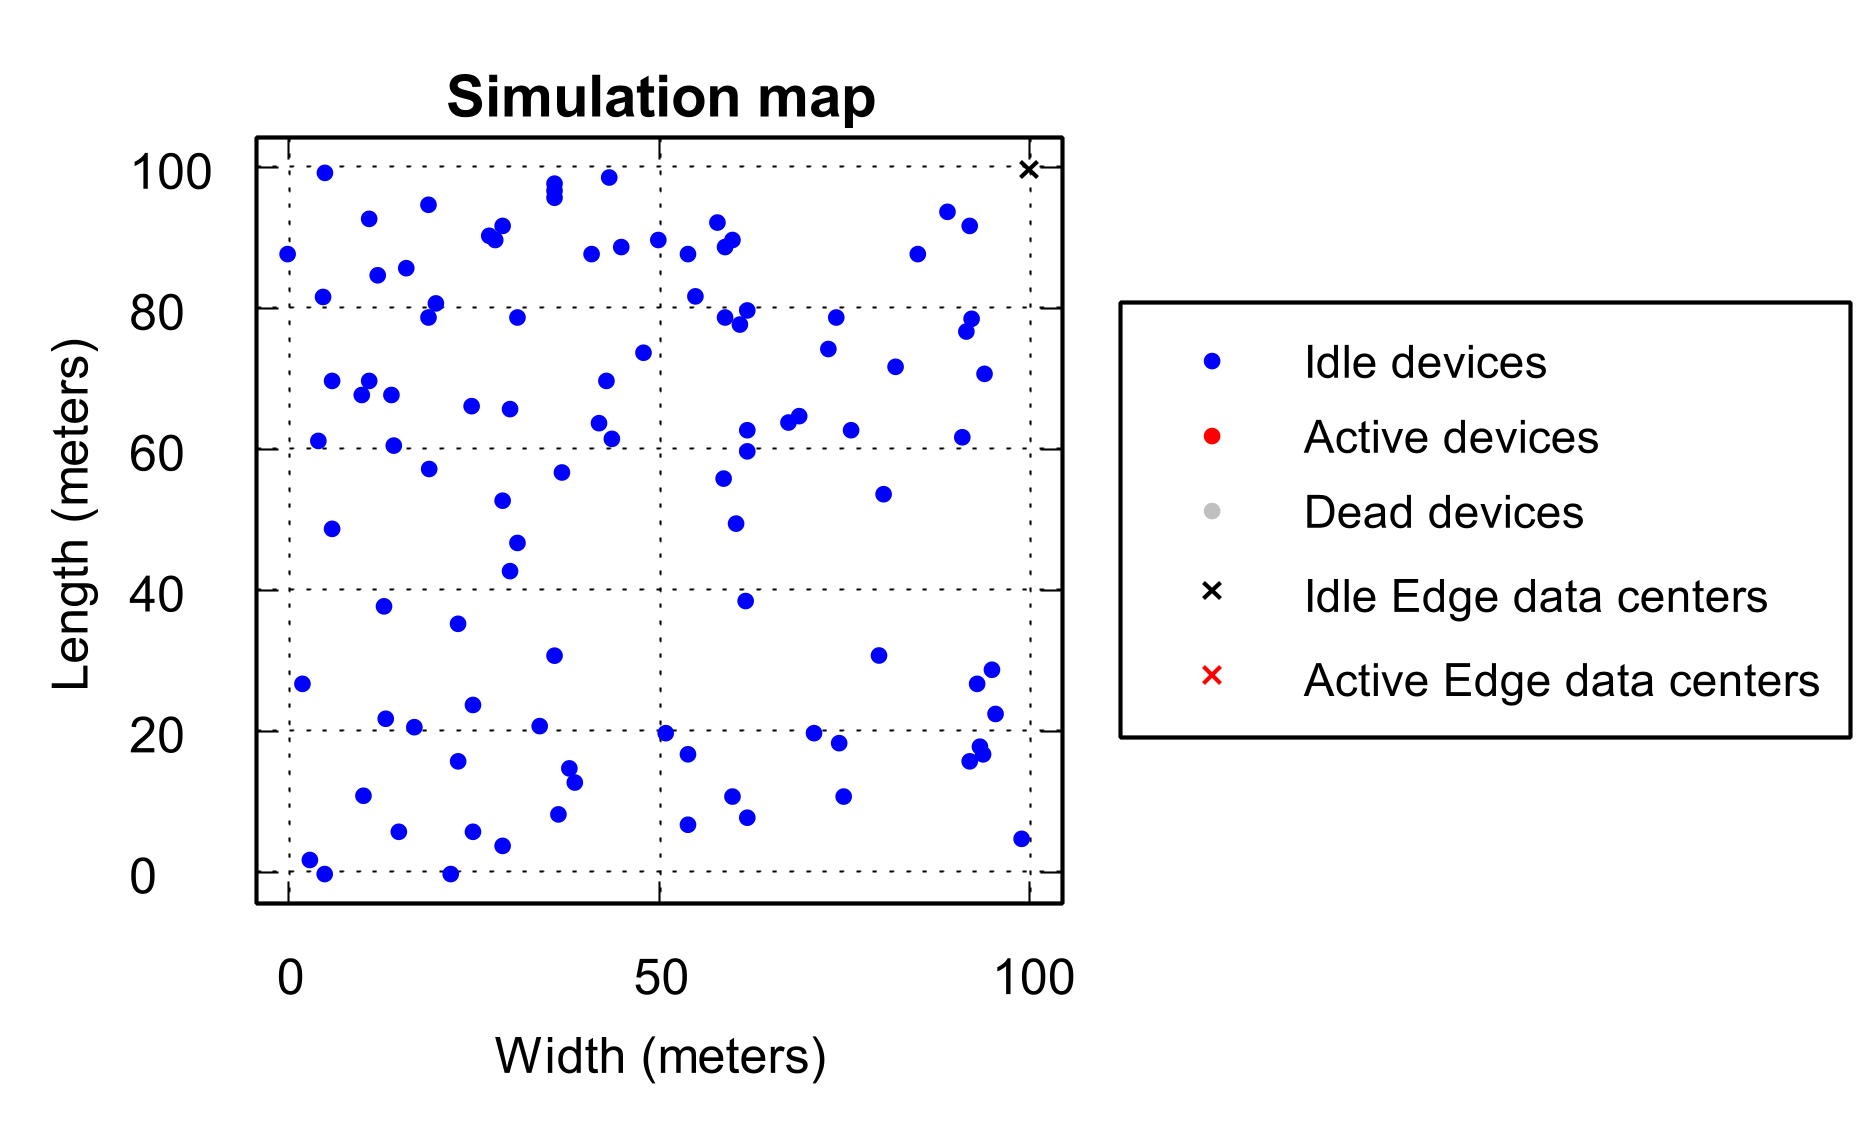 Simulation map
100
80
60
40
20
0
Length (meters)
0 50 100
Width (meters)
Idle devices
Active devices
Dead devices
Idle Edge data centers
Active Edge data centers